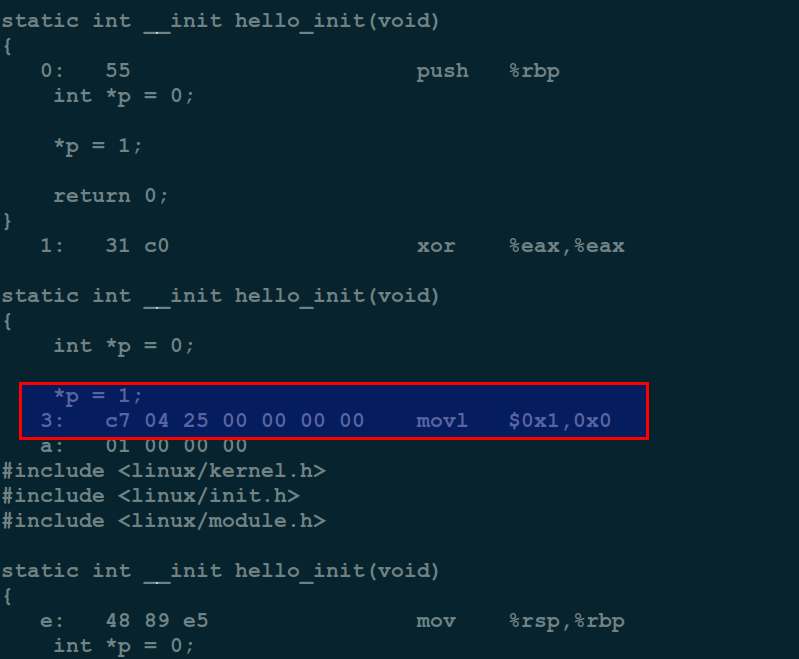 static int __init hello_init(void)
{
   0:   55                      push   %rbp
    int *p = 0;

    *p = 1;

    return 0;
}
   1:   31 c0                   xor    %eax,%eax

static int __init hello_init(void)
{
    int *p = 0;

    *p = 1;
   3:   c7 04 25 00 00 00 00    movl   $0x1,0x0
   a:   01 00 00 00
#include <linux/kernel.h>
#include <linux/init.h>
#include <linux/module.h>

static int __init hello_init(void)
{
   e:   48 89 e5                mov    %rsp,%rbp
    int *p = 0;